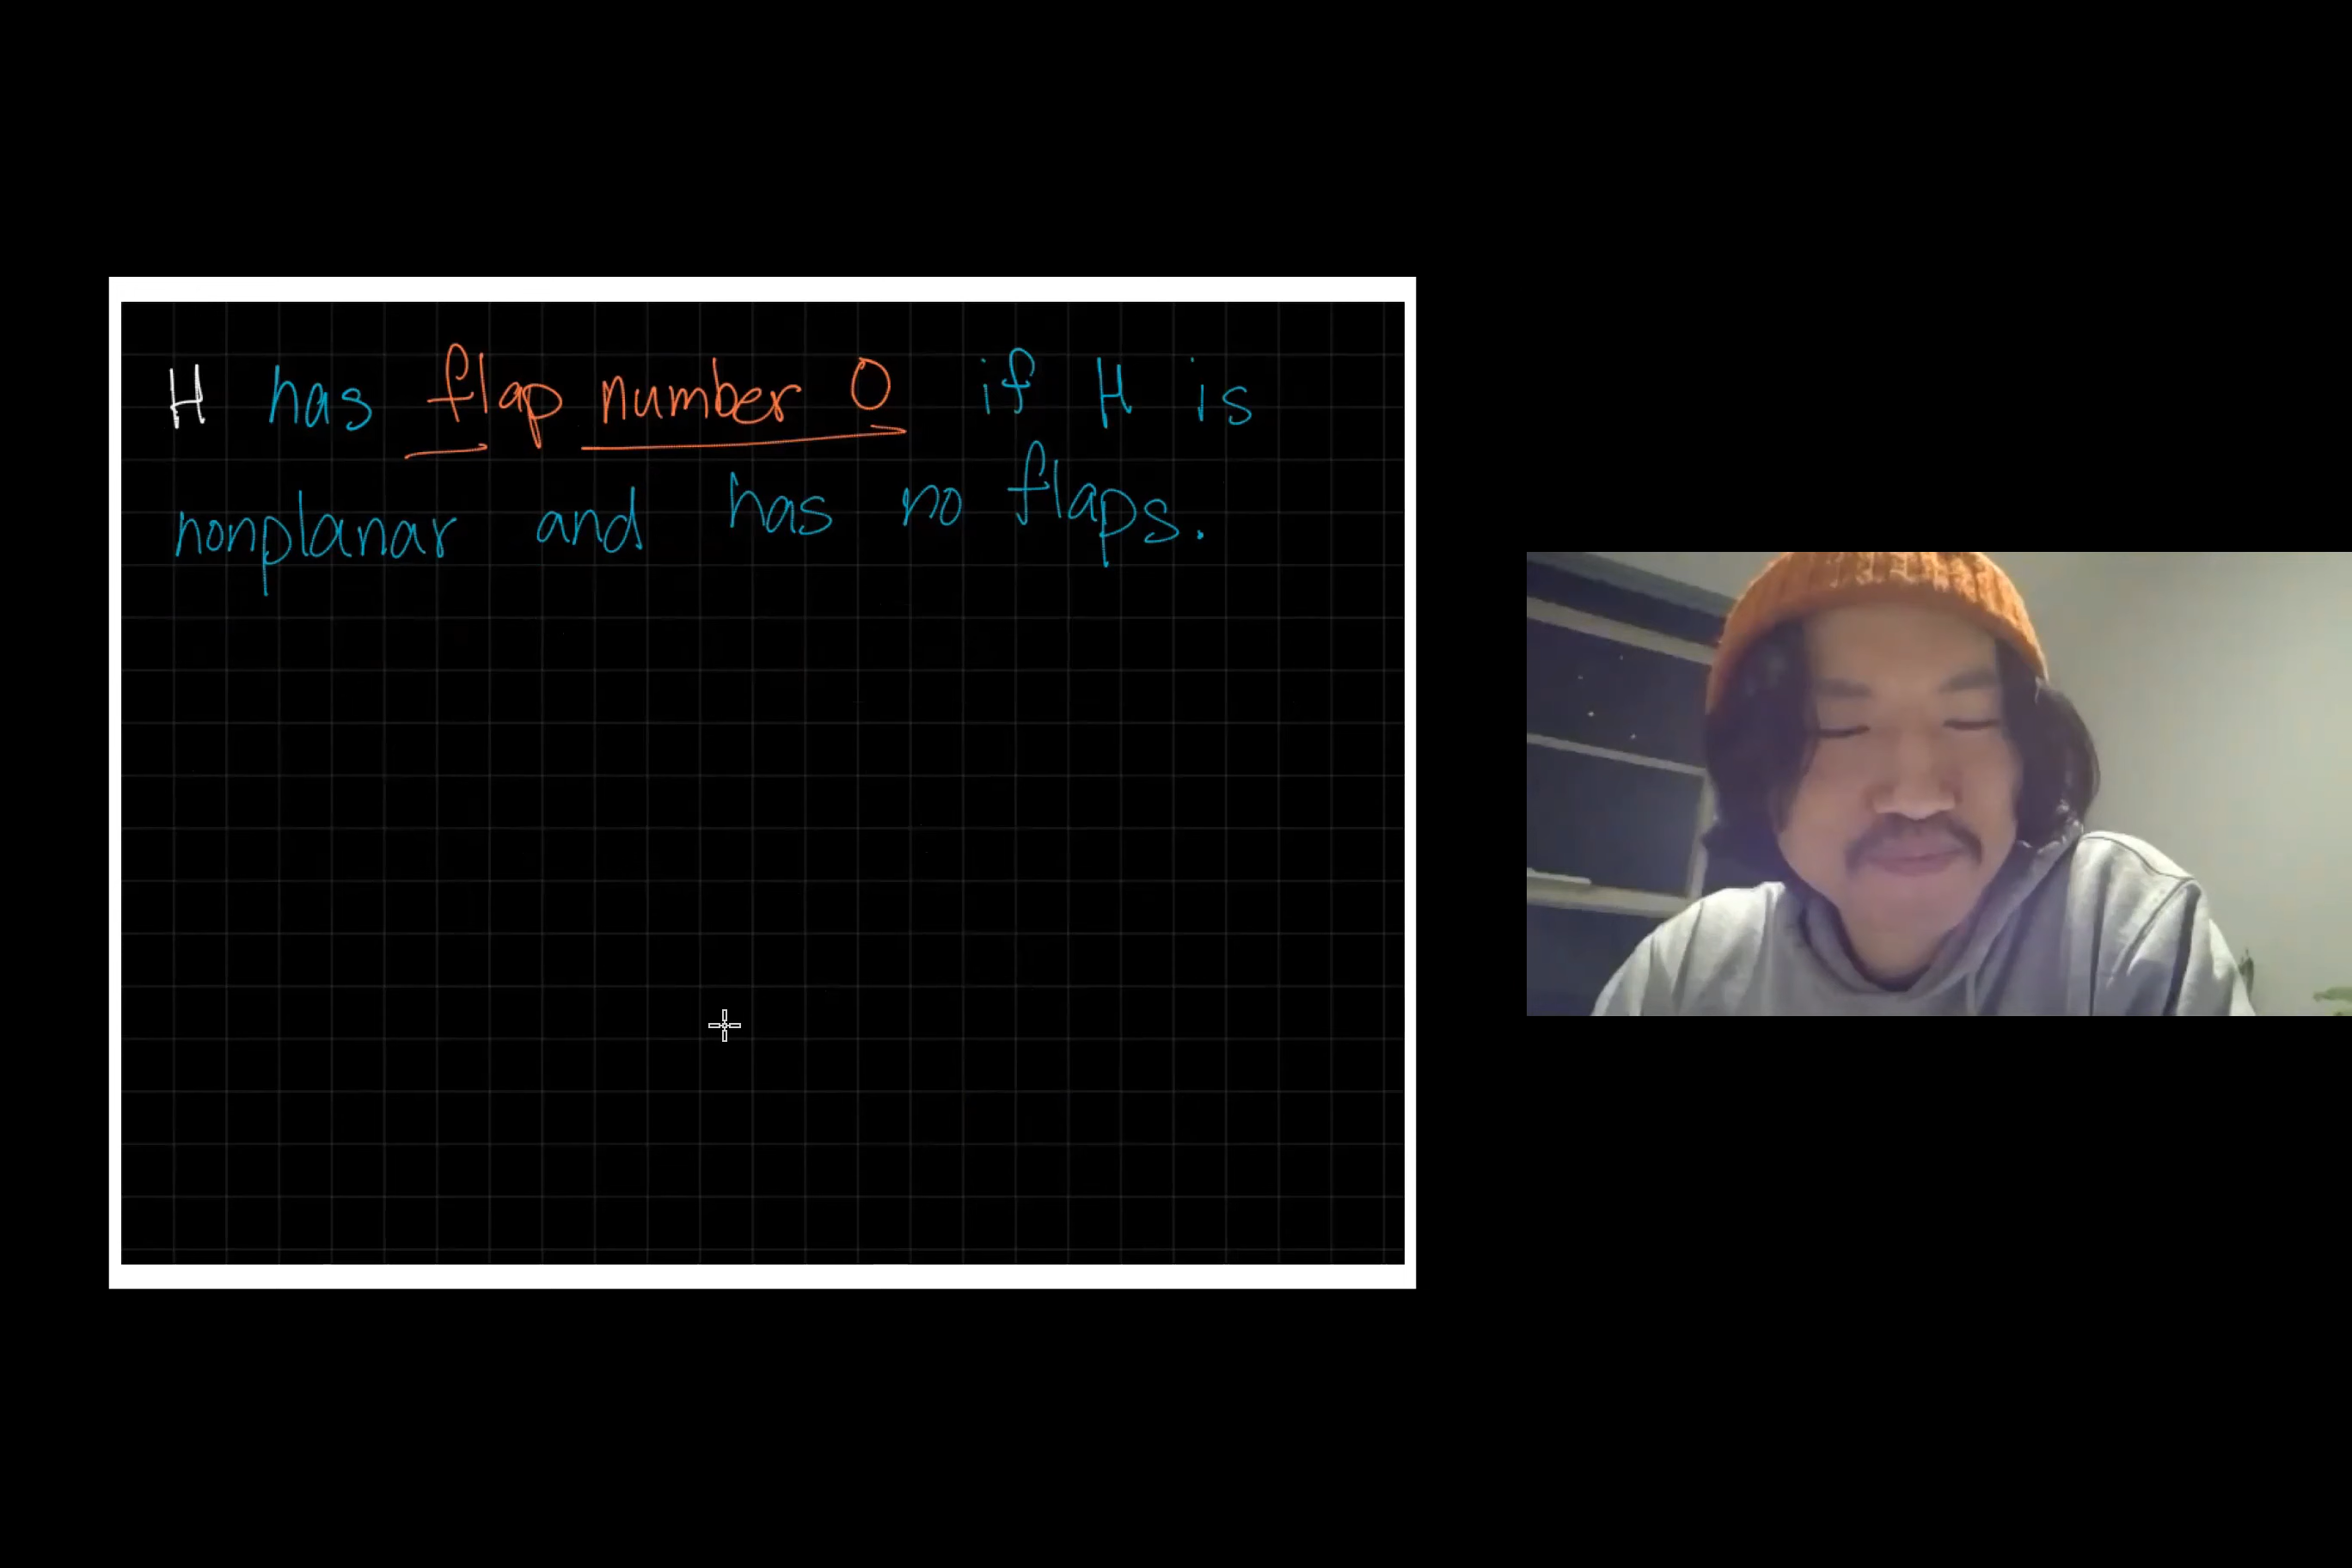 H has flap number 0 if H is
nonplanar and has no flaps.